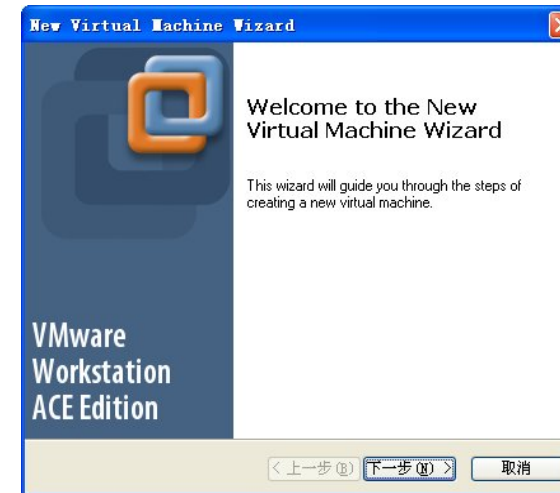 New Virtual Machine Wizard
Welcome to the New
Virtual Machine Wizard
This wizard will guide you through the steps of
creating a new virtual machine.
VMware
Workstation
ACE Edition
< 上一步(B) 下一步(N) > 取消